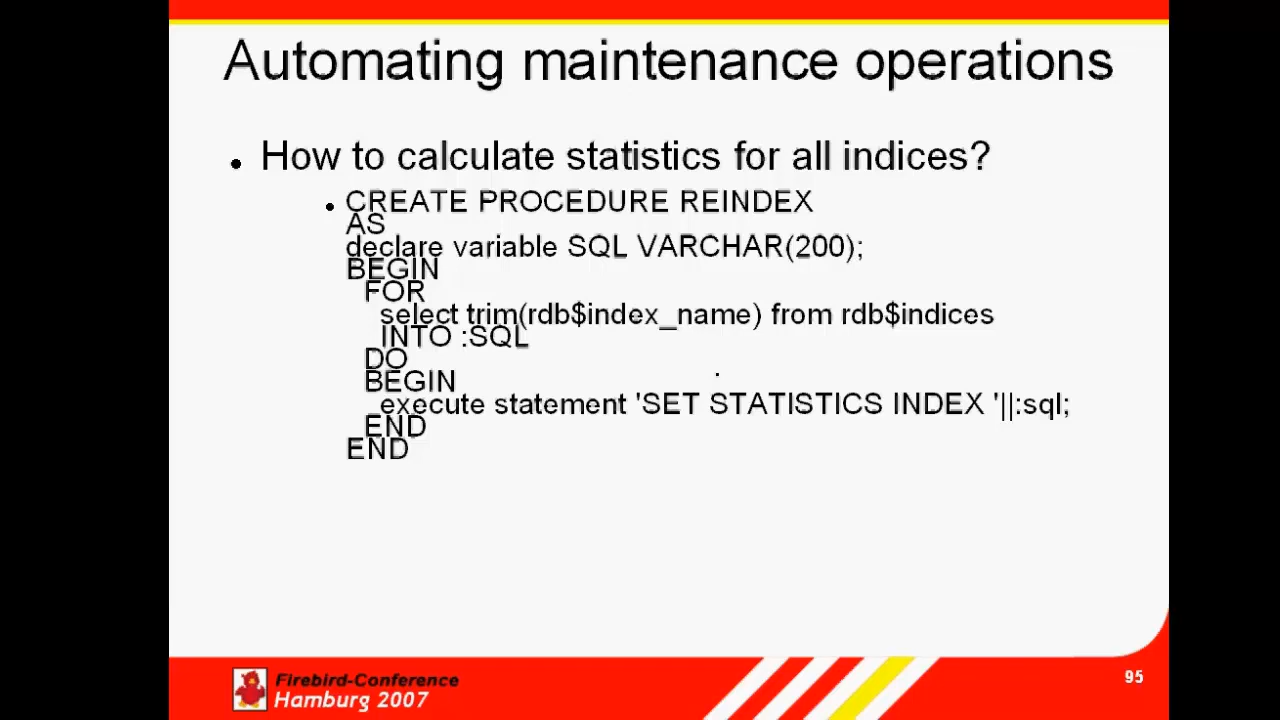 Automating maintenance operations
• How to calculate statistics for all indices?
• CREATE PROCEDURE REINDEX
AS
declare variable SQL VARCHAR(200);
BEGIN
FOR
select trim(rdb$index_name) from rdb$indices
INTO :SQL
DO
BEGIN
execute statement 'SET STATISTICS INDEX '||:sql;
END
END
Firebird-Conference
Hamburg 2007
95